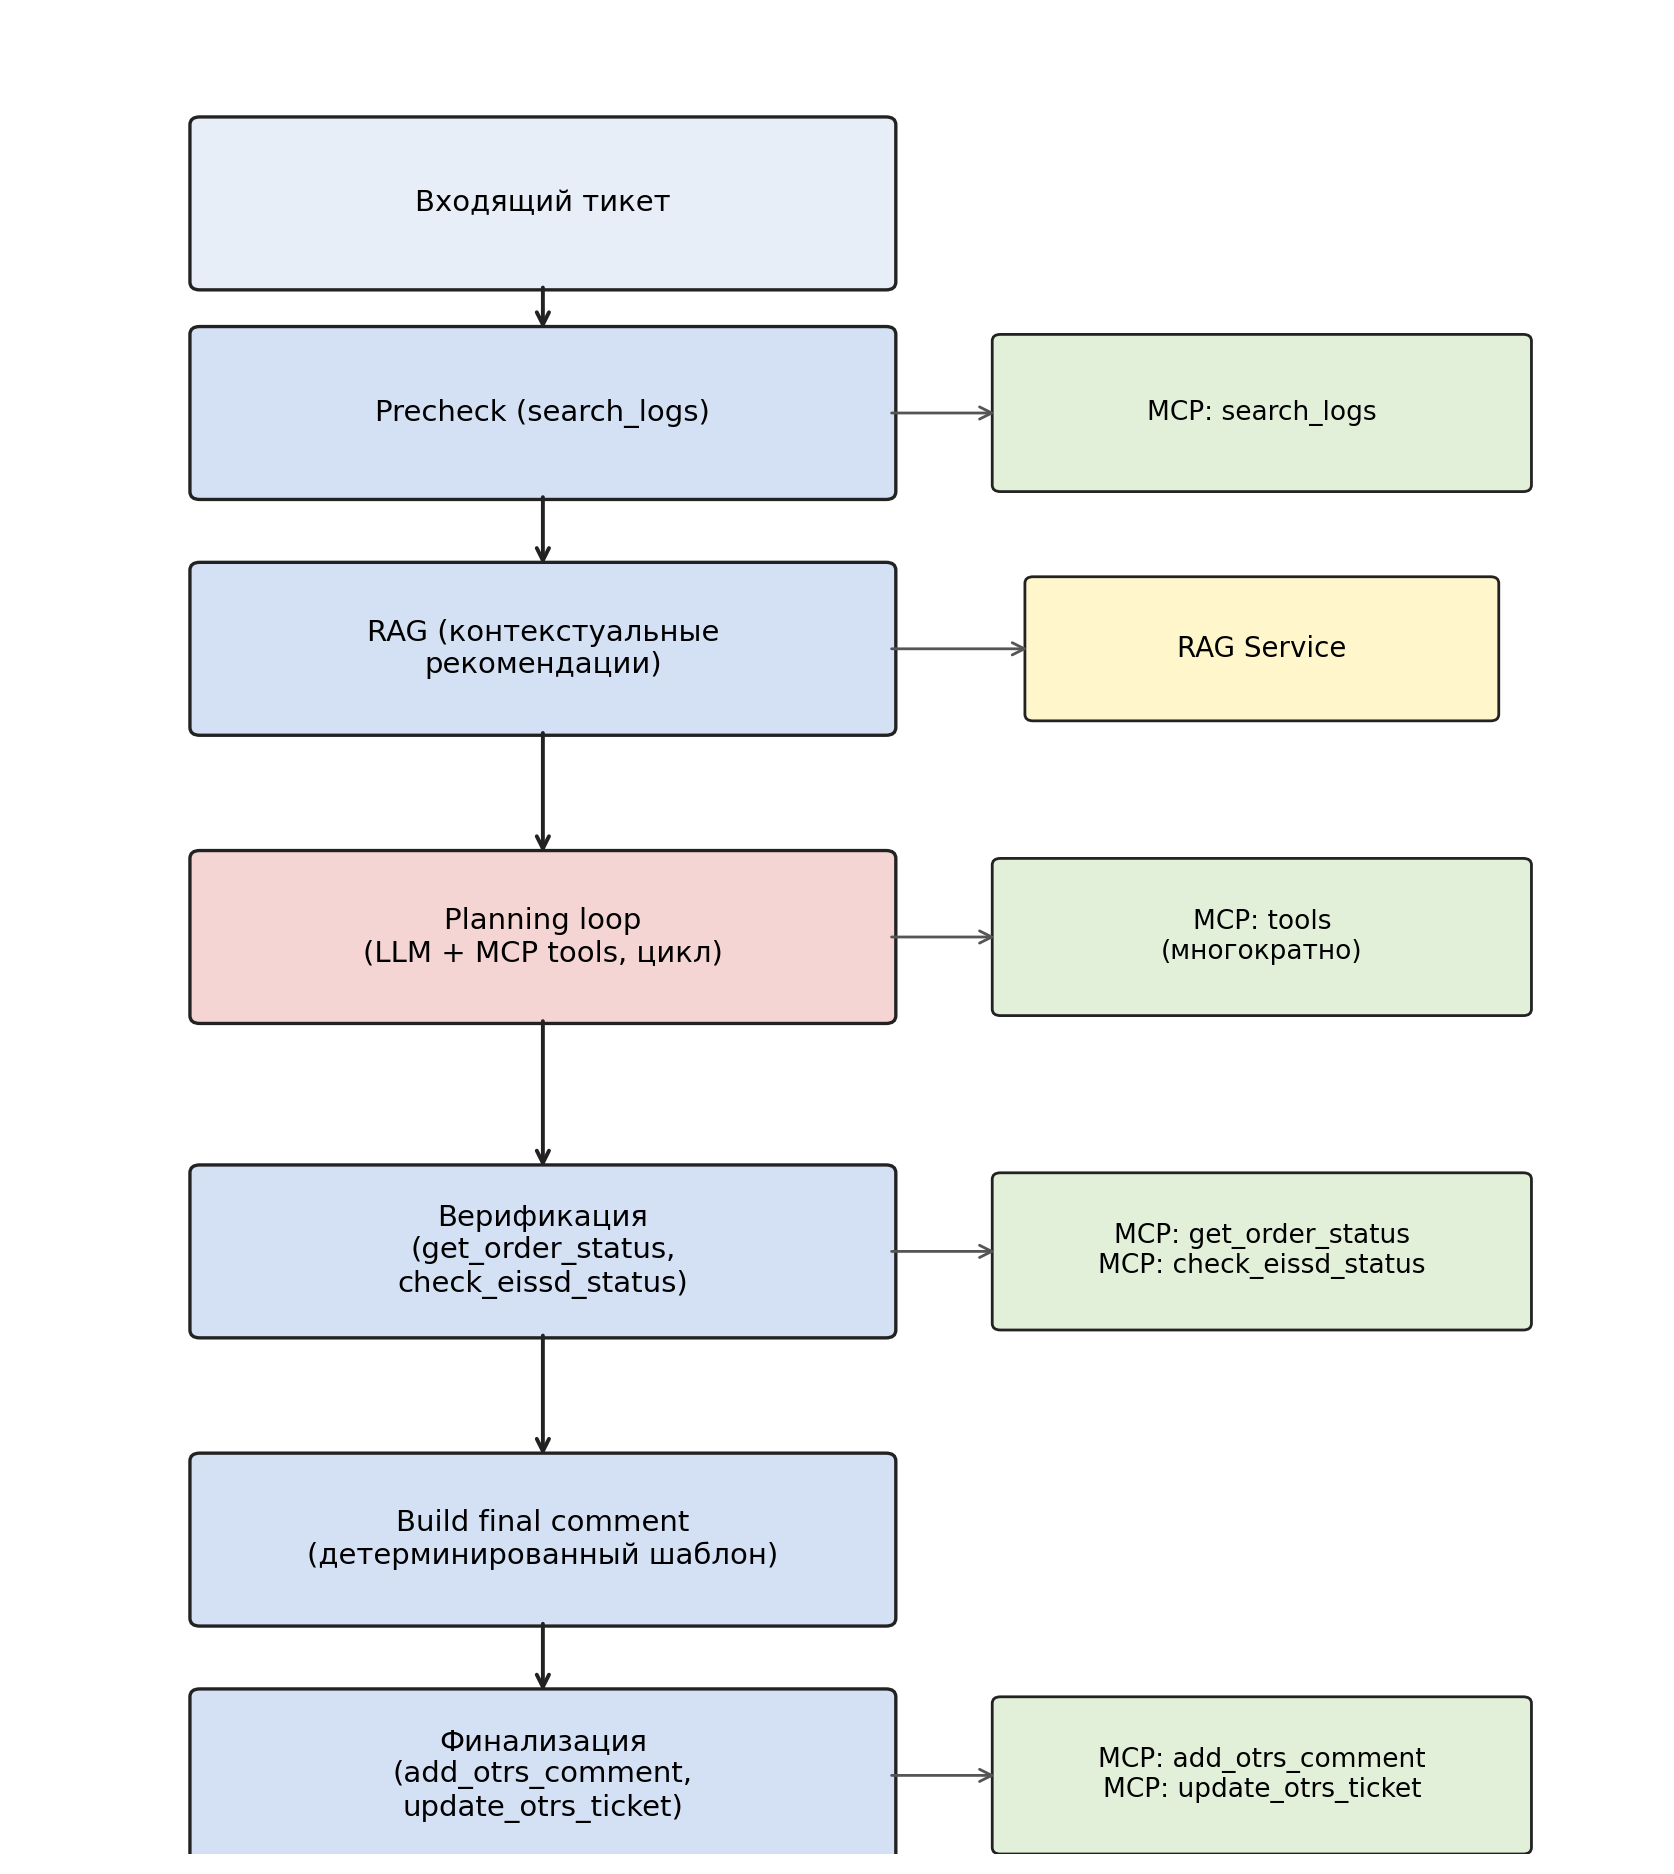 Входящий тикет
Precheck (search_logs)
MCP: search_logs
RAG (контекстуальные
рекомендации)
RAG Service
Planning loop
(LLM + MCP tools, цикл)
MCP: tools
(многократно)
Верификация
(get_order_status,
check_eissd_status)
MCP: get_order_status
MCP: check_eissd_status
Build final comment
(детерминированный шаблон)
Финализация
(add_otrs_comment,
update_otrs_ticket)
MCP: add_otrs_comment
MCP: update_otrs_ticket